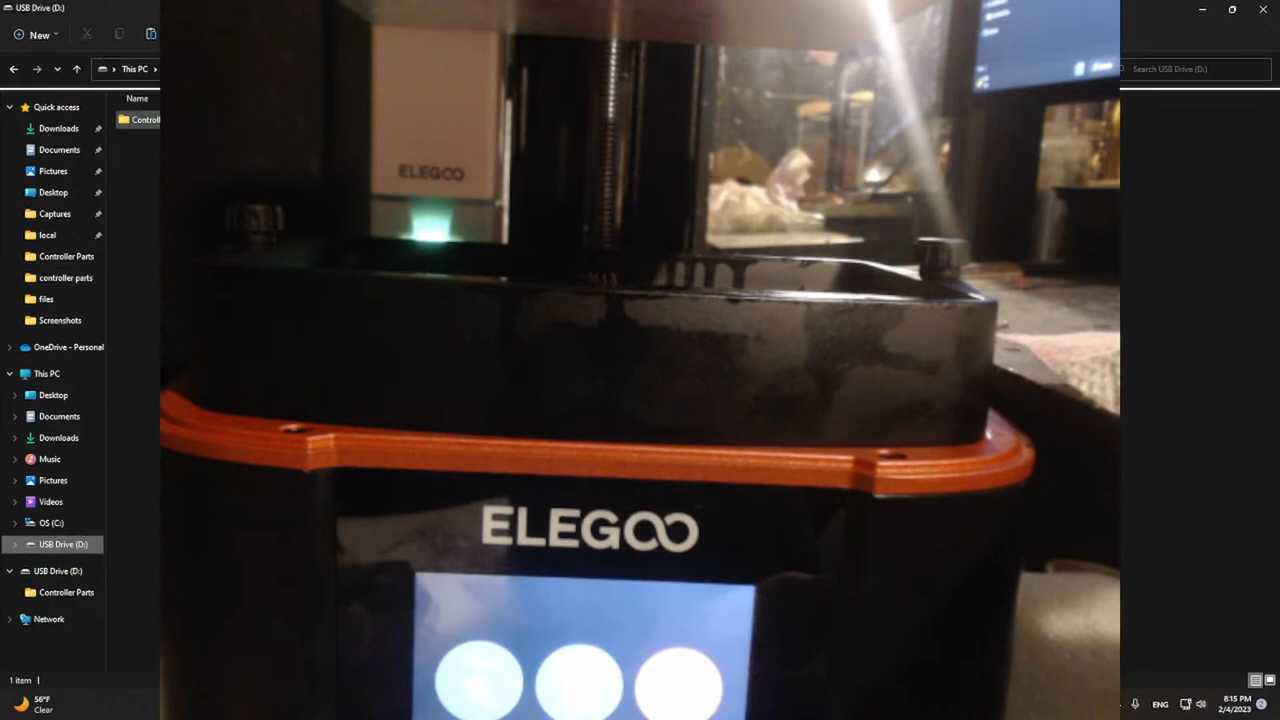 USB Drive (D:)
New
This PC
Search USB Drive (D:)
Quick access
Downloads
Documents
Pictures
Desktop
Captures
local
Controller Parts
controller parts
files
Screenshots
OneDrive - Personal
This PC
Desktop
Documents
Downloads
Music
Pictures
Videos
OS (C:)
USB Drive (D:)
USB Drive (D:)
Controller Parts
Network
Name
Controll
1 item
56°F
Clear
ELEGOO
MAX
ELEGOO
ENG
8:15 PM
2/4/2023
2